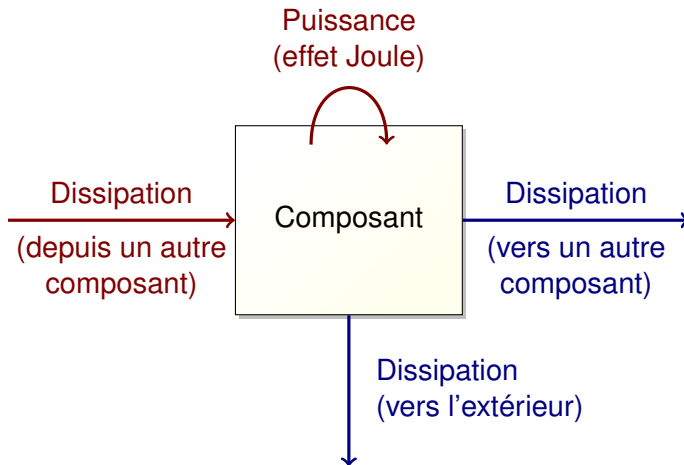 Puissance
(effet Joule)
Dissipation
(depuis un autre
composant)
Composant
Dissipation
(vers un autre
composant)
Dissipation
(vers l'extérieur)